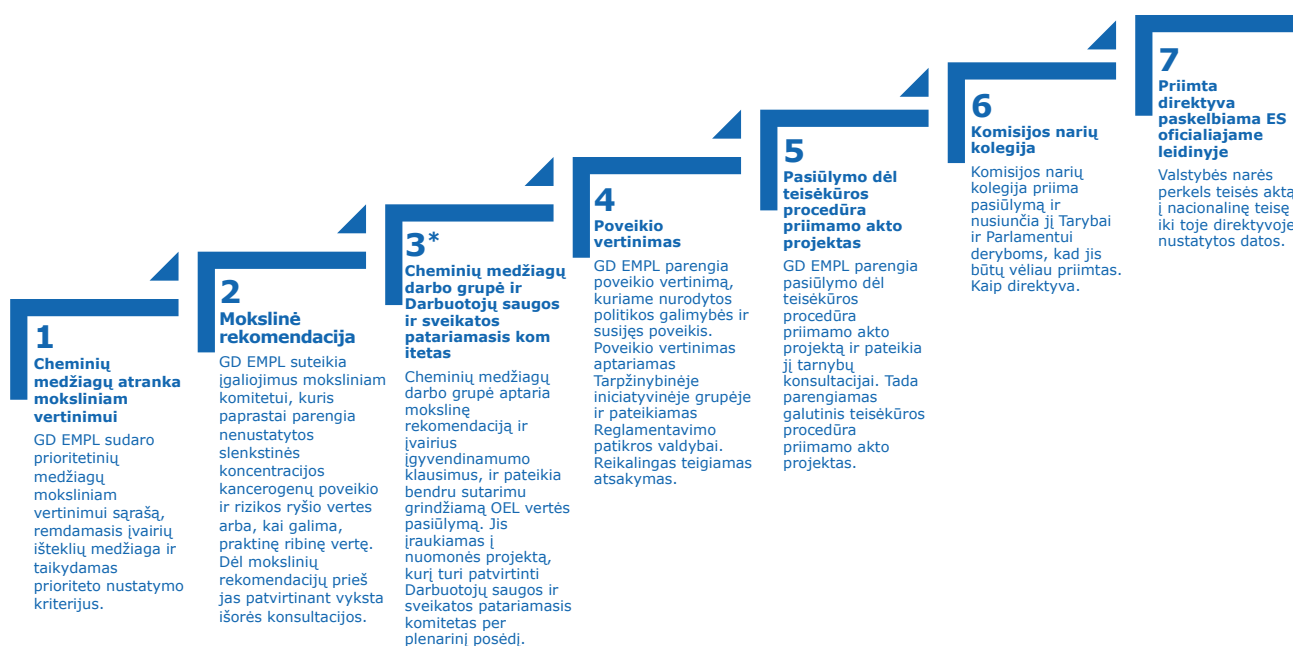 1
Cheminių
medžiagų atranka
moksliniam
vertinimui
GD EMPL sudaro
prioritetinių
medžiagų
moksliniam
vertinimui sąrašą,
remdamasis įvairių
išteklių medžiaga ir
taikydamas
prioriteto nustatymo
kriterijus.
2
Mokslinė
rekomendacija
GD EMPL suteikia
įgaliojimus moksliniam
komitetui, kuris
paprastai parengia
nenustatytos
slenkstinės
koncentracijos
kancerogenų poveikio
ir rizikos ryšio vertes
arba, kai galima,
praktinę ribinę vertę.
Dėl mokslinių
rekomendacijų prieš
jas patvirtinant vyksta
išorės konsultacijos.
3*
Cheminių medžiagų
darbo grupė ir
Darbuotojų saugos
ir sveikatos
patariamasis kom
itetas
Cheminių medžiagų
darbo grupė aptaria
mokslinę
rekomendaciją ir
įvairius
įgyvendinamumo
klausimus, ir pateikia
bendru sutarimu
grindžiamą OEL vertės
pasiūlymą. Jis
įraukiamas į
nuomonės projektą,
kurį turi patvirtinti
Darbuotojų saugos ir
sveikatos patariamasis
komitetas per
plenarinį posėdį.
4
Poveikio
vertinimas
GD EMPL parengia
poveikio vertinimą,
kuriame nurodytos
politikos galimybės ir
susijęs poveikis.
Poveikio vertinimas
aptariamas
Tarpžinybinėje
iniciatyvinėje grupėje
ir pateikiamas
Reglamentavimo
patikros valdybai.
Reikalingas teigiamas
atsakymas.
5
Pasiūlymo dėl
teisėkūros
procedūra
priimamo akto
projektas
GD EMPL parengia
pasiūlymo dėl
teisėkūros
procedūra
priimamo akto
projektą ir pateikia
jį tarnybų
konsultacijai. Tada
parengiamas
galutinis teisėkūros
procedūra
priimamo akto
projektas.
6
Komisijos narių
kolegija
Komisijos narių
kolegija priima
pasiūlymą ir
nusiunčia jį Tarybai
ir Parlamentui
deryboms, kad jis
būtų vėliau priimtas.
Kaip direktyva.
7
Priimta
direktyva
paskelbiama ES
oficialiajame
leidinyje
Valstybės narės
perkels teisės aktą
į nacionalinę teisę
iki toje direktyvoje
nustatytos datos.